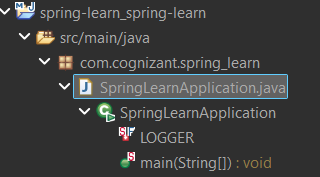 spring-learn_spring-learn
src/main/java
com.cognizant.spring_learn
SpringLearnApplication.java
SpringLearnApplication
LOGGER
main(String[]) : void